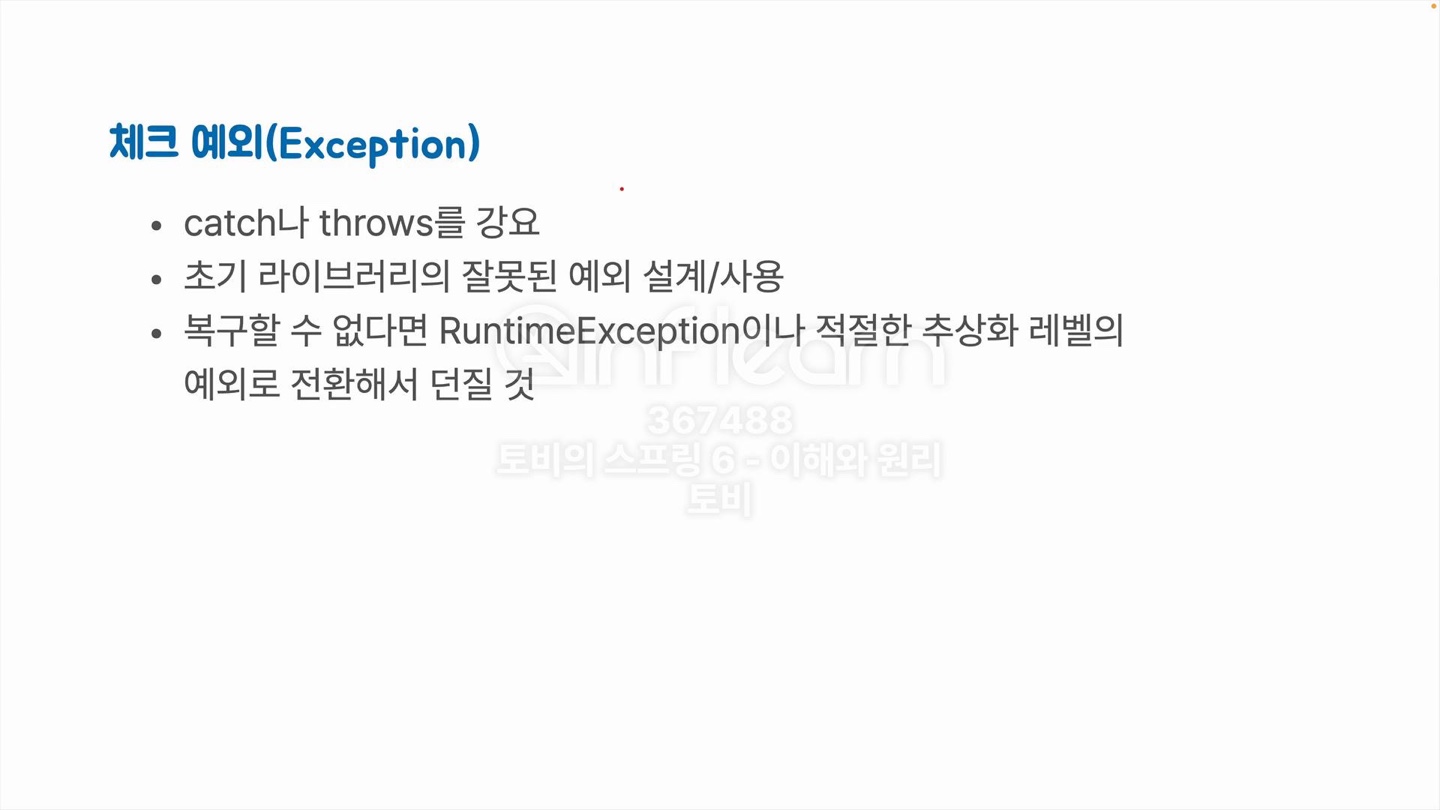 체크 예외(Exception)
• catch나 throws를 강요
• 초기 라이브러리의 잘못된 예외 설계/사용
• 복구할 수 없다면 RuntimeException이나 적절한 추상화 레벨의
예외로 전환해서 던질 것
inflearn
367488
토비의 스프링 6 - 이해와 원리
토비